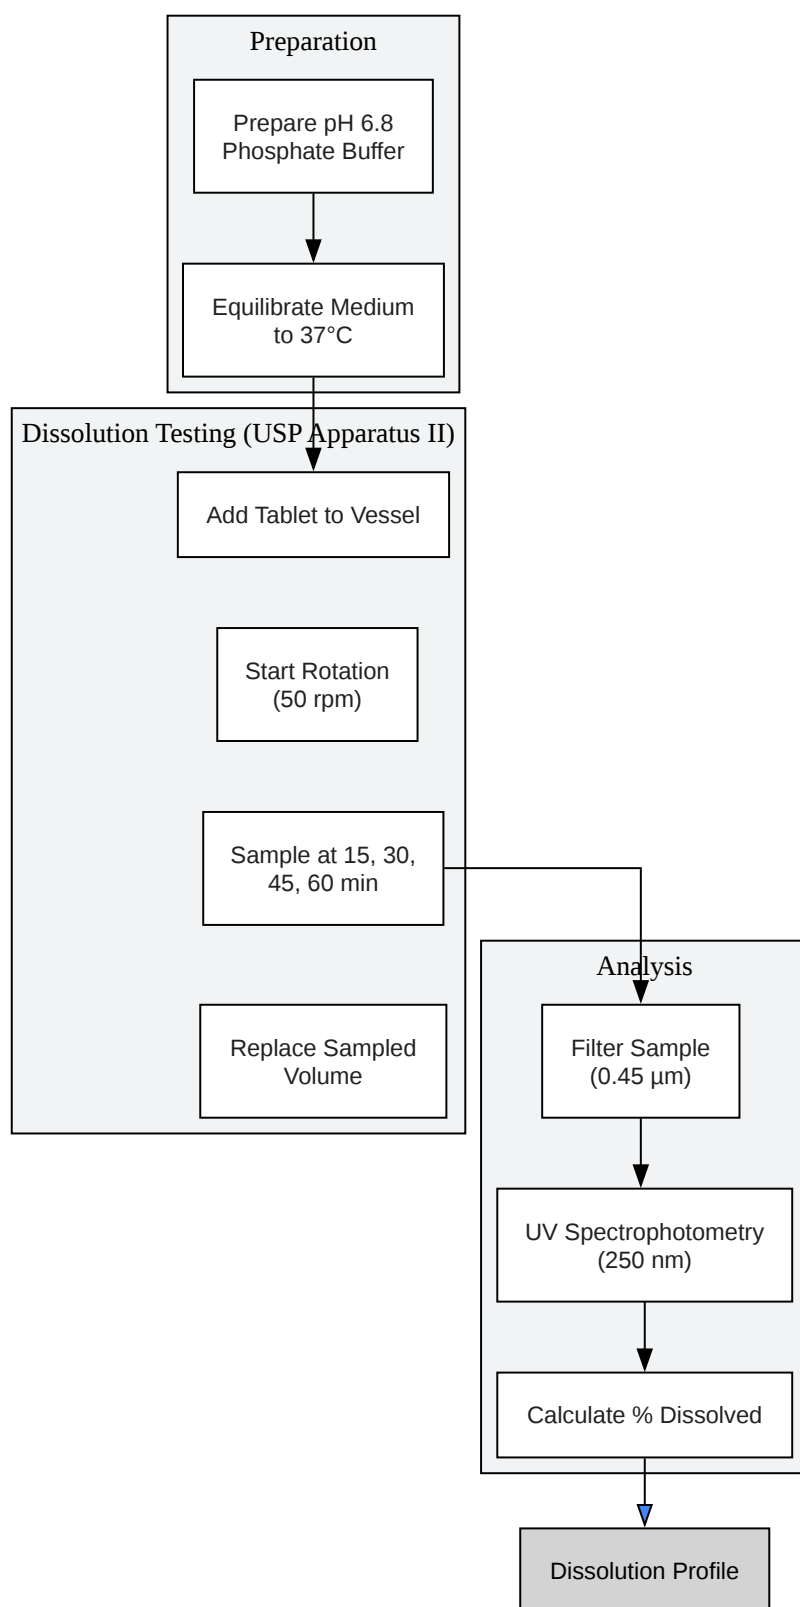 Preparation
Prepare pH 6.8
Phosphate Buffer
Equilibrate Medium
to 37°C
Dissolution Testing (USP Apparatus II)
Add Tablet to Vessel
Start Rotation
(50 rpm)
Sample at 15, 30,
45, 60 min
Replace Sampled
Volume
Analysis
Filter Sample
(0.45 µm)
UV Spectrophotometry
(250 nm)
Calculate % Dissolved
Dissolution Profile